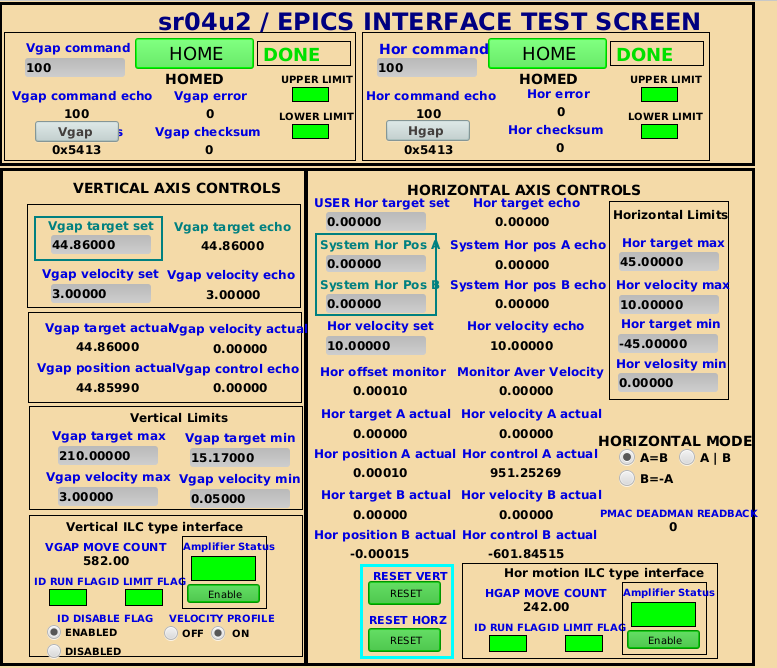 sr04u2 / EPICS INTERFACE TEST SCREEN
Vgap command
100
HOME
DONE
HOMED
UPPER LIMIT
Vgap command echo
Vgap error
100
0
LOWER LIMIT
Vgap
s
Vgap checksum
0x5413
0
Hor command
100
HOME
DONE
HOMED
UPPER LIMIT
Hor command echo
Hor error
100
0
LOWER LIMIT
Hgap
Hor checksum
0x5413
0
VERTICAL AXIS CONTROLS
Vgap target set
Vgap target echo
44.86000
44.86000
Vgap velocity set
Vgap velocity echo
3.00000
3.00000
Vgap target actual
Vgap velocity actua
44.86000
0.00000
Vgap position actual
Vgap control echo
44.85990
0.00000
Vertical Limits
Vgap target max
Vgap target min
210.00000
15.17000
Vgap velocity max
Vgap velocity min
3.00000
0.05000
Vertical ILC type interface
VGAP MOVE COUNT
582.00
Amplifier Status
Enable
ID RUN FLAG
ID LIMIT FLAG
ID DISABLE FLAG
VELOCITY PROFILE
ENABLED
OFF
ON
DISABLED
HORIZONTAL AXIS CONTROLS
USER Hor target set
Hor target echo
0.00000
0.00000
System Hor Pos A
System Hor pos A echo
0.00000
0.00000
System Hor Pos B
System Hor pos B echo
0.00000
0.00000
Hor velocity set
Hor velocity echo
10.00000
10.00000
Hor offset monitor
Monitor Aver Velocity
0.00010
0.00000
Hor target A actual
Hor velocity A actual
0.00000
0.00000
Hor position A actual
Hor control A actual
0.00010
951.25269
Hor target B actual
Hor velocity B actual
0.00000
0.00000
Hor position B actual
Hor control B actual
-0.00015
-601.84515
Horizontal Limits
Hor target max
45.00000
Hor velocity max
10.00000
Hor target min
-45.00000
Hor velosity min
0.00000
HORIZONTAL MODE
A=B
A | B
B=-A
PMAC DEADMAN READBACK
0
RESET VERT
RESET
RESET HORZ
RESET
Hor motion ILC type interface
HGAP MOVE COUNT
242.00
Amplifier Status
Enable
ID RUN FLAG
ID LIMIT FLAG